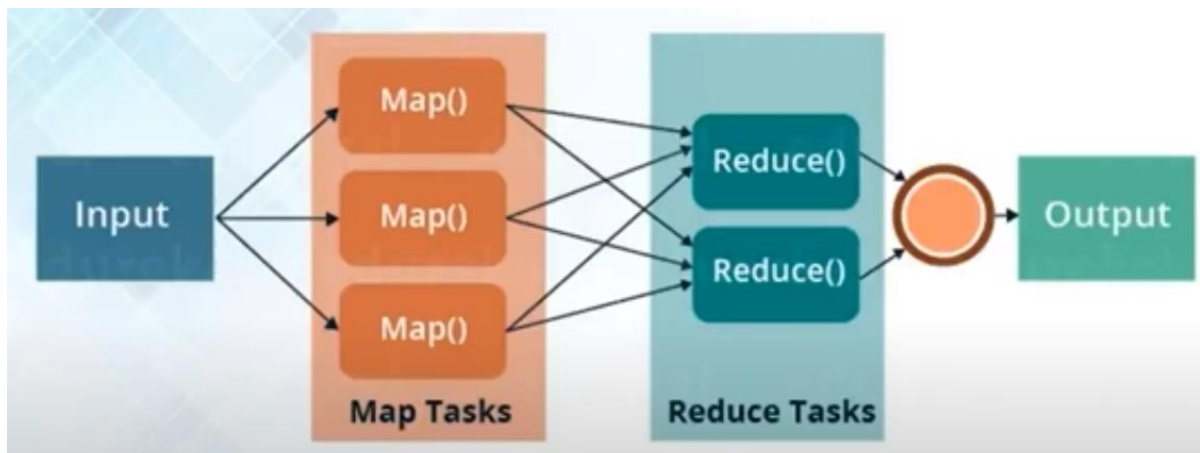 Input
Map()
Map()
Map()
Map Tasks
Reduce()
Reduce()
Reduce Tasks
Output